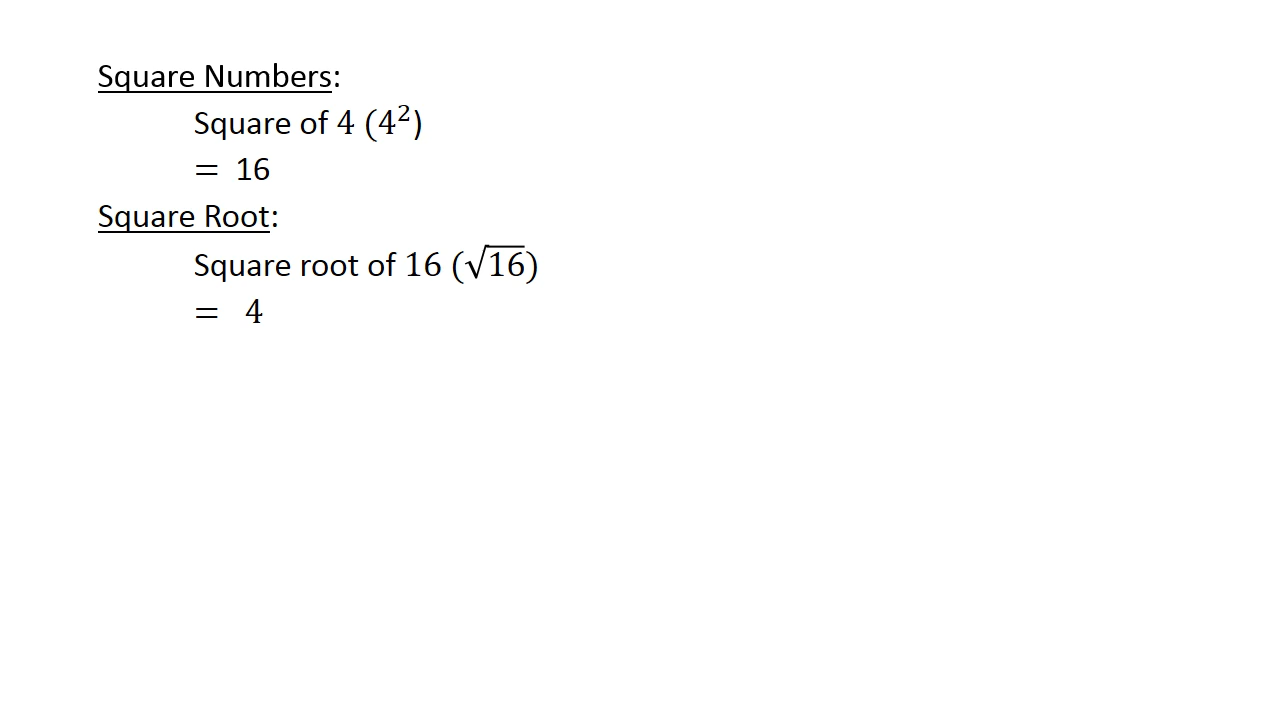 Square Numbers:
Square of 4 (4²)
= 16
Square Root:
Square root of 16 (√16)
= 4